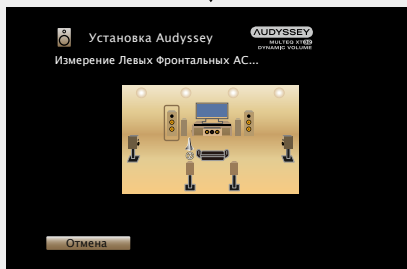 Установка Audyssey
AUDYSSEY
MULTEQ XT32
DYNAMIC VOLUME
Измерение Левых Фронтальных АС...
Отмена